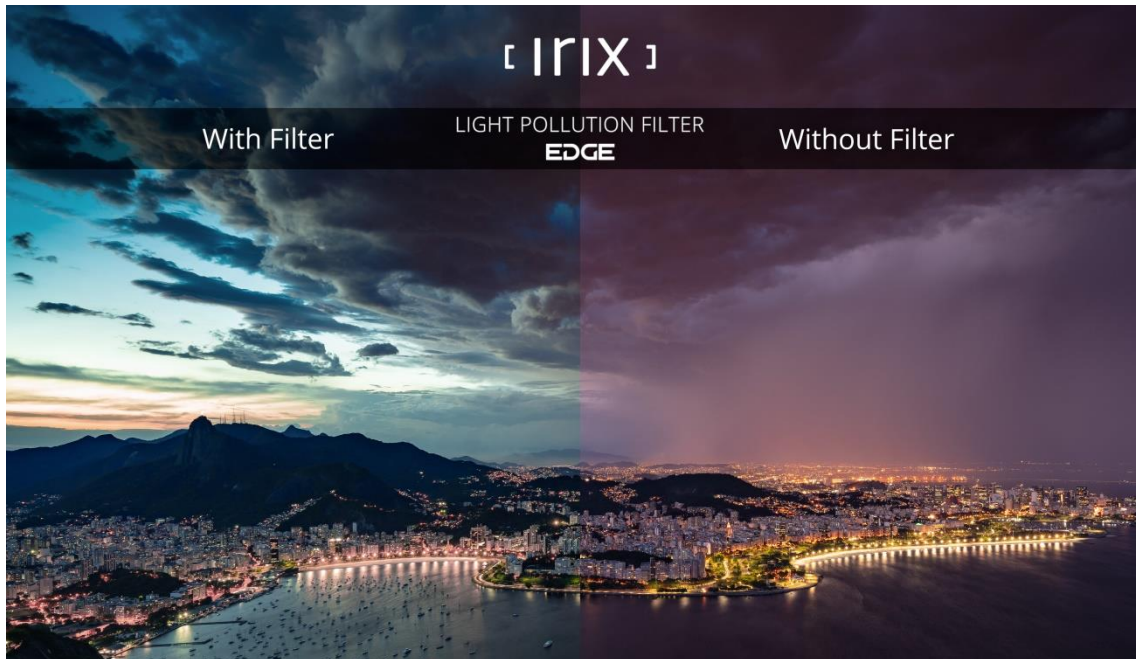 [ Irix ]
With Filter
LIGHT POLLUTION FILTER
EDGE
Without Filter